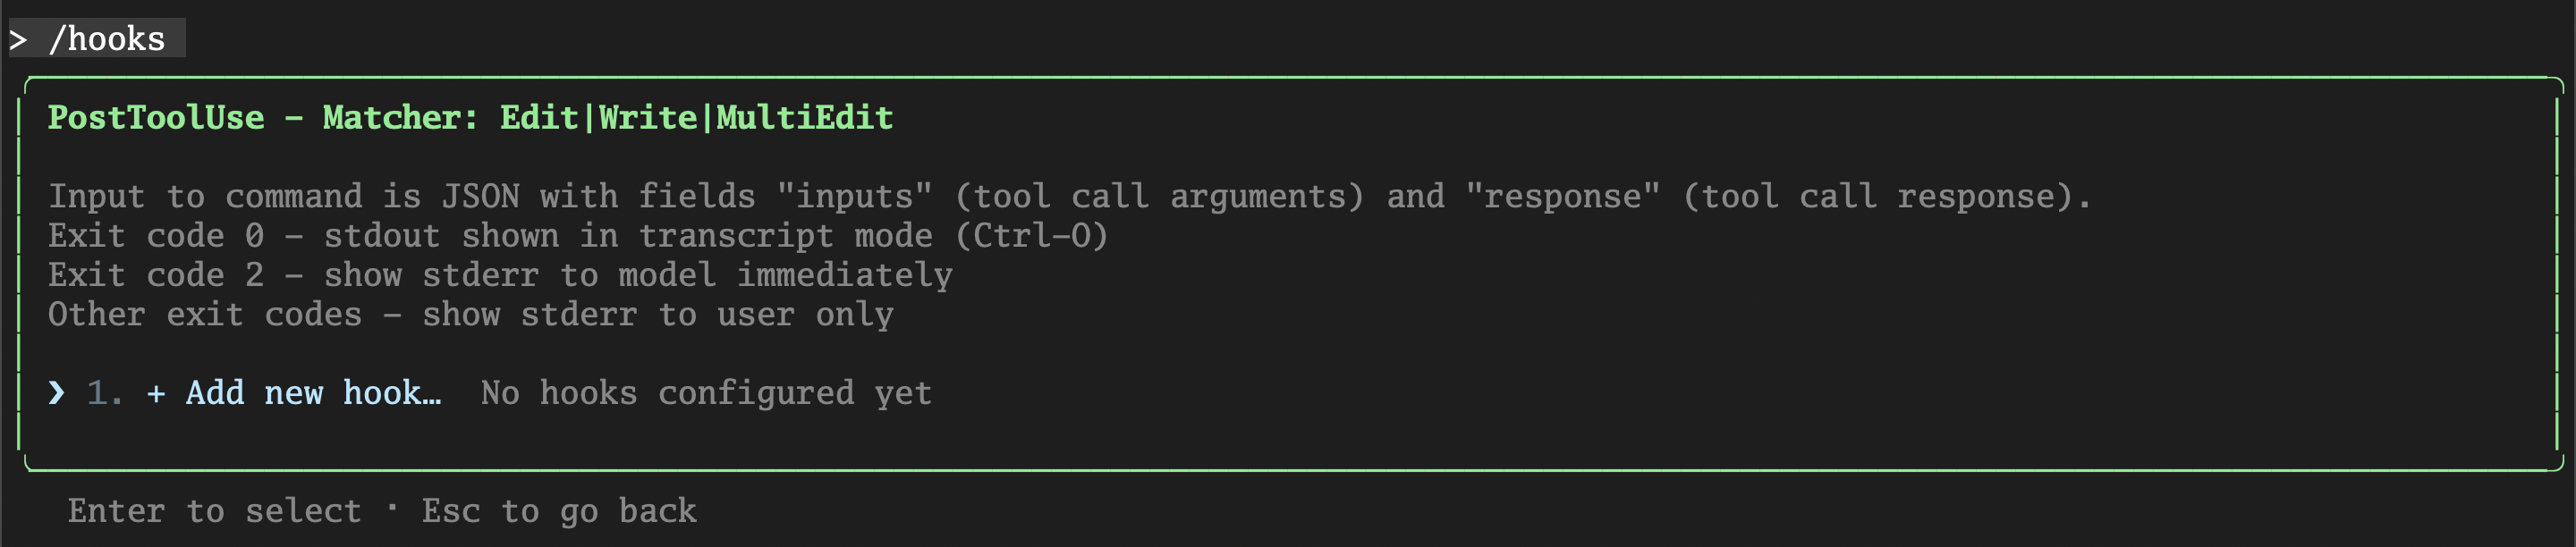 > /hooks
PostToolUse - Matcher: Edit|Write|MultiEdit
Input to command is JSON with fields "inputs" (tool call arguments) and "response" (tool call response).
Exit code 0 - stdout shown in transcript mode (Ctrl-O)
Exit code 2 - show stderr to model immediately
Other exit codes - show stderr to user only
❯ 1. + Add new hook…  No hooks configured yet
Enter to select · Esc to go back